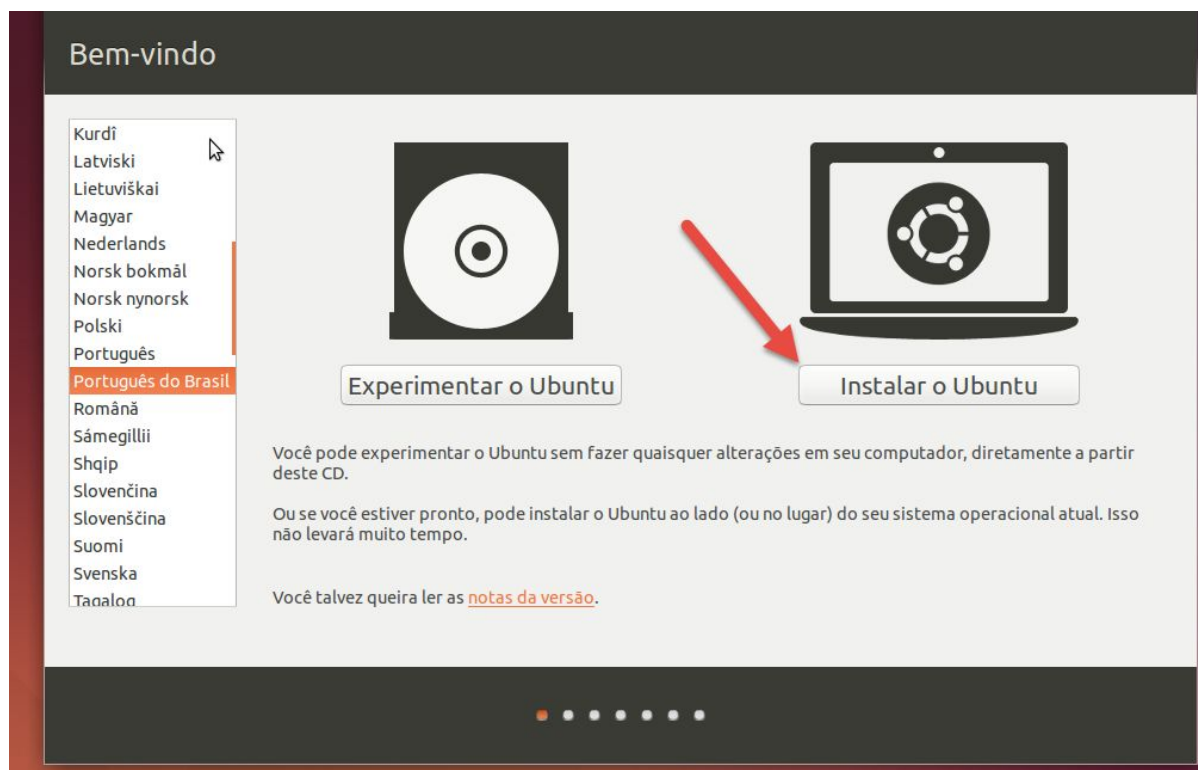 Bem-vindo
Kurdî
Latviski
Lietuviškai
Magyar
Nederlands
Norsk bokmål
Norsk nynorsk
Polski
Português
Português do Brasil
Română
Sámegillii
Shqip
Slovenčina
Slovenščina
Suomi
Svenska
Tagalog
Experimentar o Ubuntu
Instalar o Ubuntu
Você pode experimentar o Ubuntu sem fazer quaisquer alterações em seu computador, diretamente a partir
deste CD.
Ou se você estiver pronto, pode instalar o Ubuntu ao lado (ou no lugar) do seu sistema operacional atual. Isso
não levará muito tempo.
Você talvez queira ler as notas da versão.